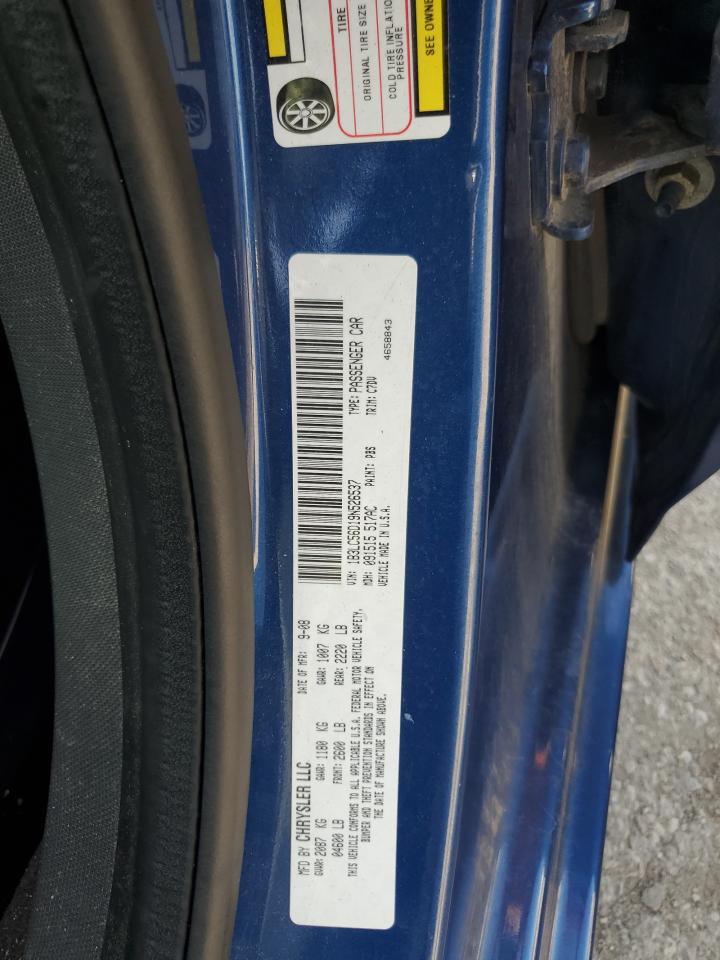 TIRE
ORIGINAL TIRE SIZE
COLD TIRE INFLATIO
PRESSURE
SEE OWNE
MFD BY CHRYSLER LLC DATE OF MFR: 9-08
GVWR: 2087 KG GAWR: 1180 KG GAWR: 1007 KG
04600 LB FRONT: 2600 LB REAR: 2220 LB
THIS VEHICLE CONFORMS TO ALL APPLICABLE U.S.A. FEDERAL MOTOR VEHICLE SAFETY,
BUMPER AND THEFT PREVENTION STANDARDS IN EFFECT ON
THE DATE OF MANUFACTURE SHOWN ABOVE.
VIN: 1B3LC56D19N526537 TYPE: PASSENGER CAR
MDH: 091515 517AC PAINT: PBS TRIM: C7DV
VEHICLE MADE IN U.S.A. 4658843